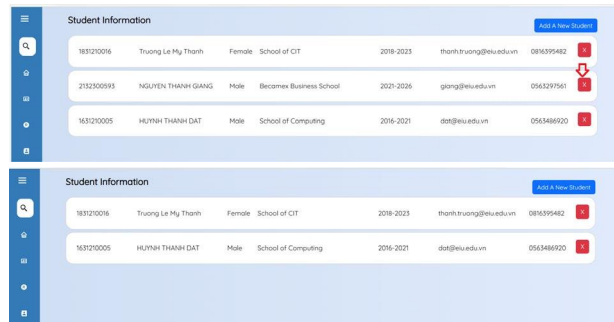 Student Information
Add A New Student
1831210016 Truong Le My Thanh Female School of CIT 2018-2023 thanh.truong@eiu.edu.vn 0816395482 X
2132300593 NGUYEN THANH GIANG Male Becamex Business School 2021-2026 giang@eiu.edu.vn 0563297561 X
1631210005 HUYNH THANH DAT Male School of Computing 2016-2021 dat@eiu.edu.vn 0563486920 X
Student Information
Add A New Student
1831210016 Truong Le My Thanh Female School of CIT 2018-2023 thanh.truong@eiu.edu.vn 0816395482 X
1631210005 HUYNH THANH DAT Male School of Computing 2016-2021 dat@eiu.edu.vn 0563486920 X